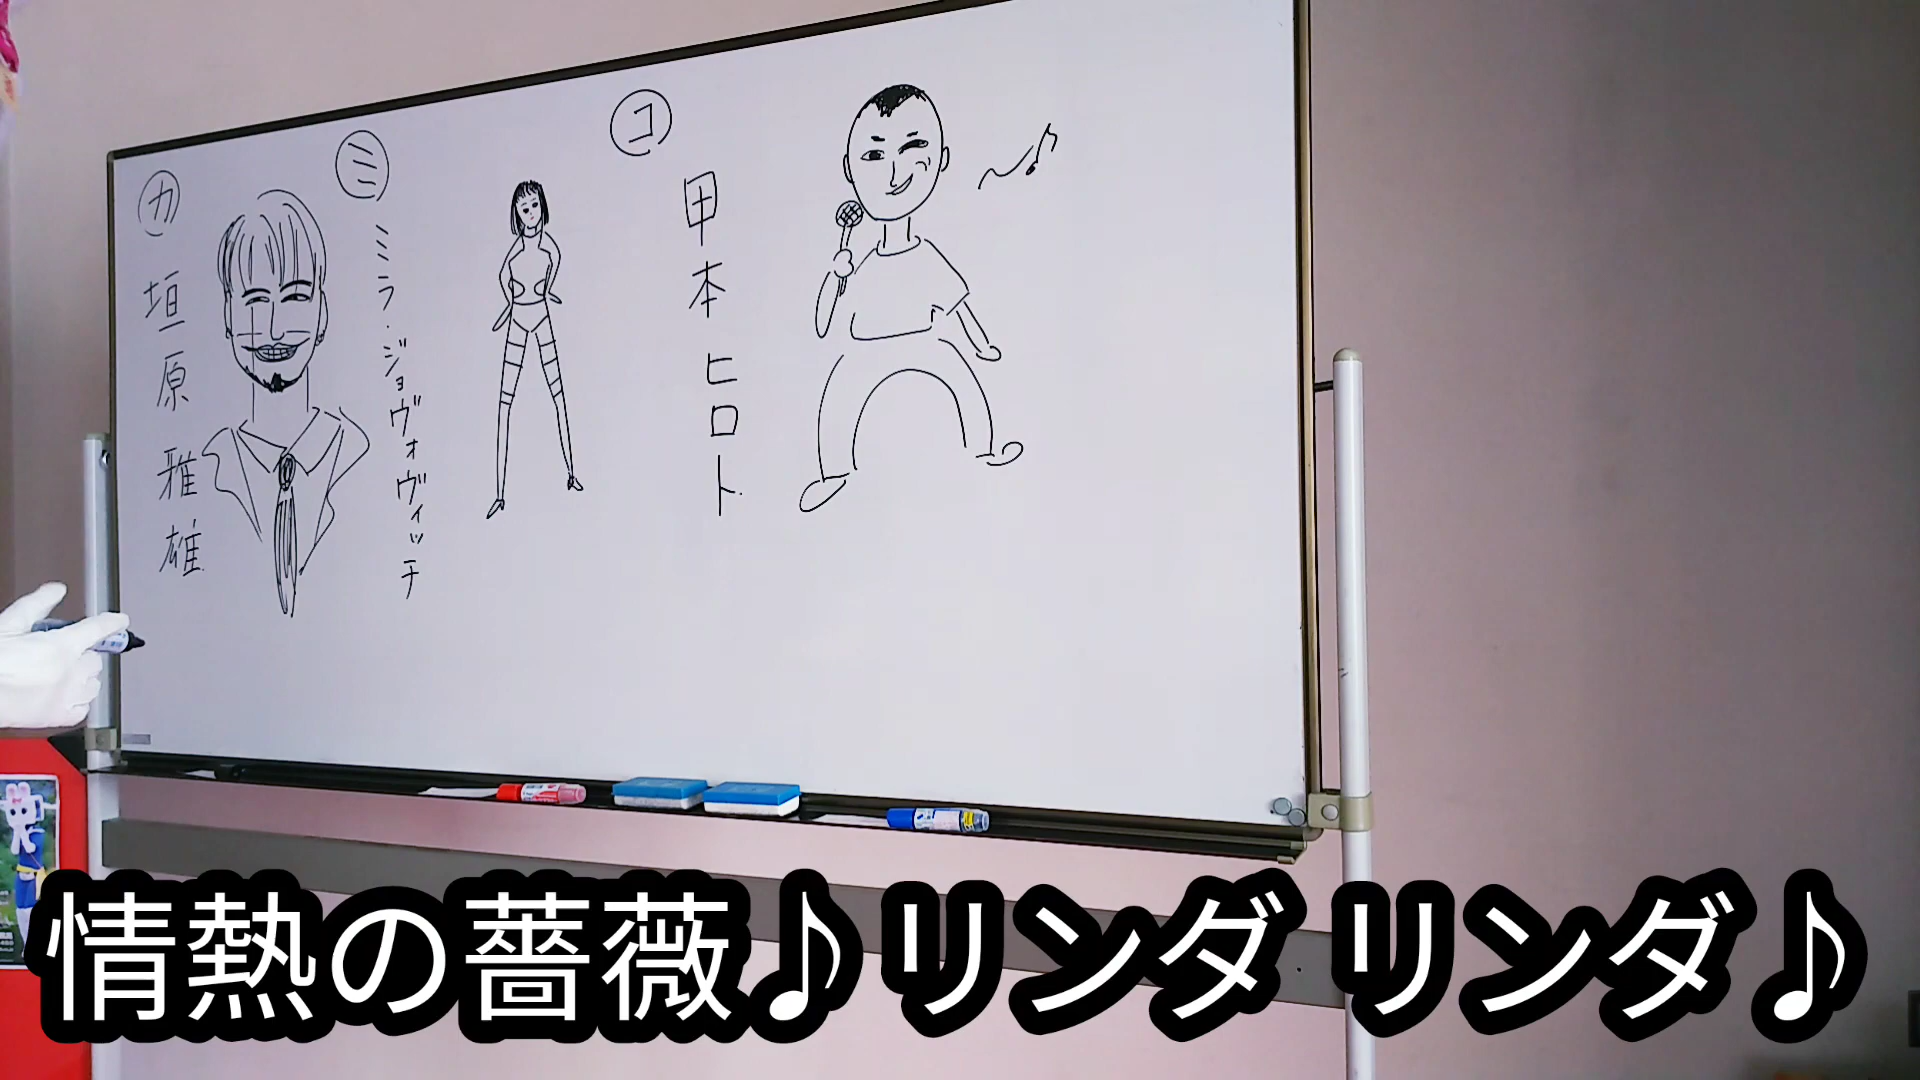 カ
垣原雅雄
ミ
ミミラ・ジョヴォヴィッチ
コ
甲本ヒロト
情熱の薔薇♪リンダ リンダ♪